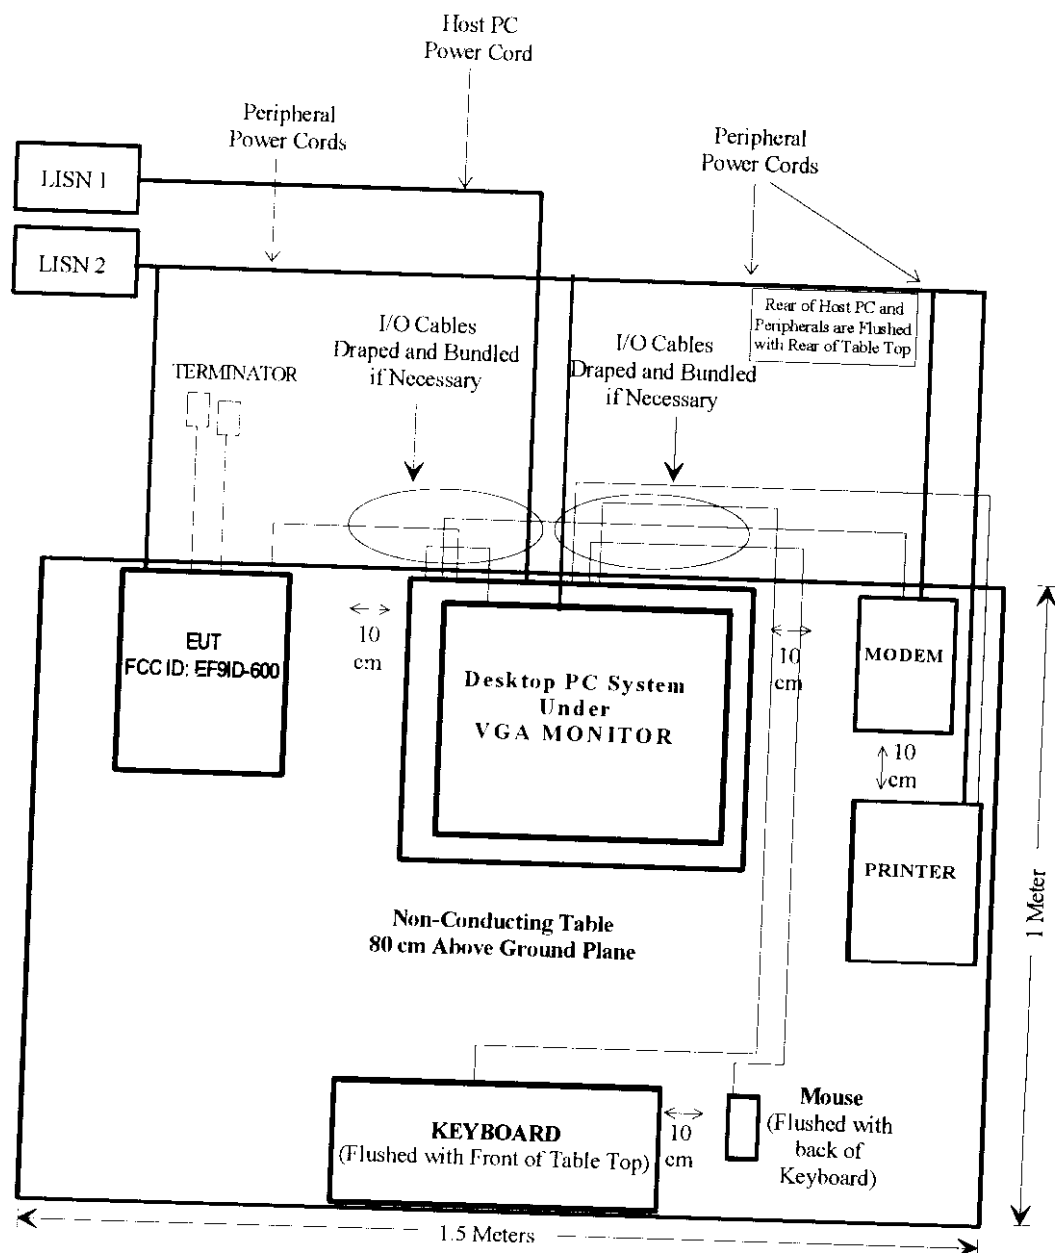 Host PC
Power Cord
Peripheral
Power Cords
Peripheral
Power Cords
LISN 1
LISN 2
Rear of Host PC and
Peripherals are Flushed
with Rear of Table Top
I/O Cables
Draped and Bundled
if Necessary
I/O Cables
Draped and Bundled
if Necessary
TERMINATOR
EUT
FCC ID: EF9ID-600
10
cm
Desktop PC System
Under
VGA MONITOR
10
cm
MODEM
10
cm
PRINTER
1 Meter
Non-Conducting Table
80 cm Above Ground Plane
KEYBOARD
(Flushed with Front of Table Top)
10
cm
Mouse
(Flushed with
back of
Keyboard)
1.5 Meters